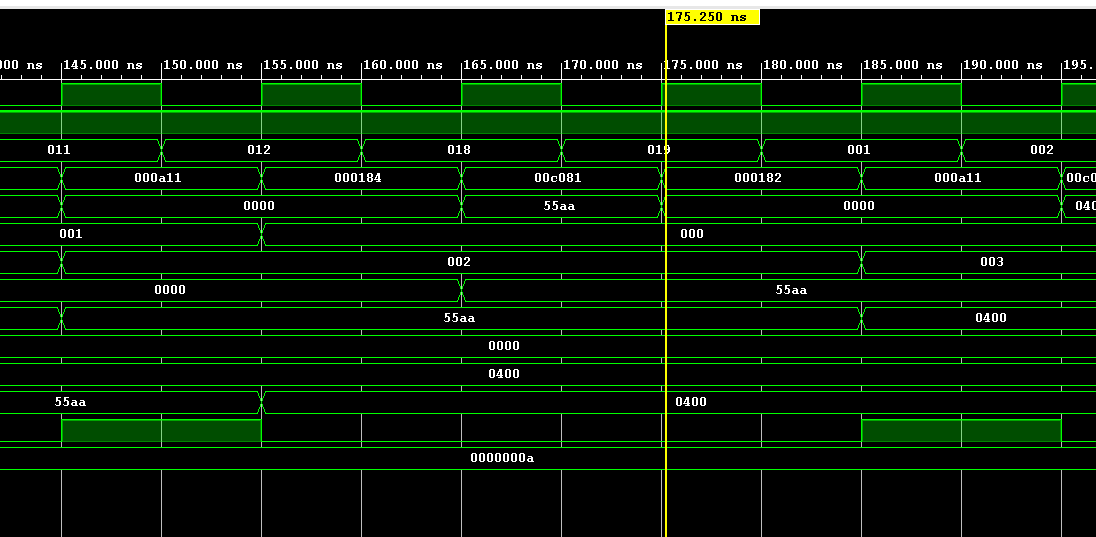 175.250 ns
000 ns 145.000 ns 150.000 ns 155.000 ns 160.000 ns 165.000 ns 170.000 ns 175.000 ns 180.000 ns 185.000 ns 190.000 ns 195.
011 012 018 019 001 002
000a11 000184 00c081 000182 000a11 00c0
0000 55aa 0000 040
001 000
002 003
0000 55aa
55aa 0400
0000
0400
55aa 0400
0000000a